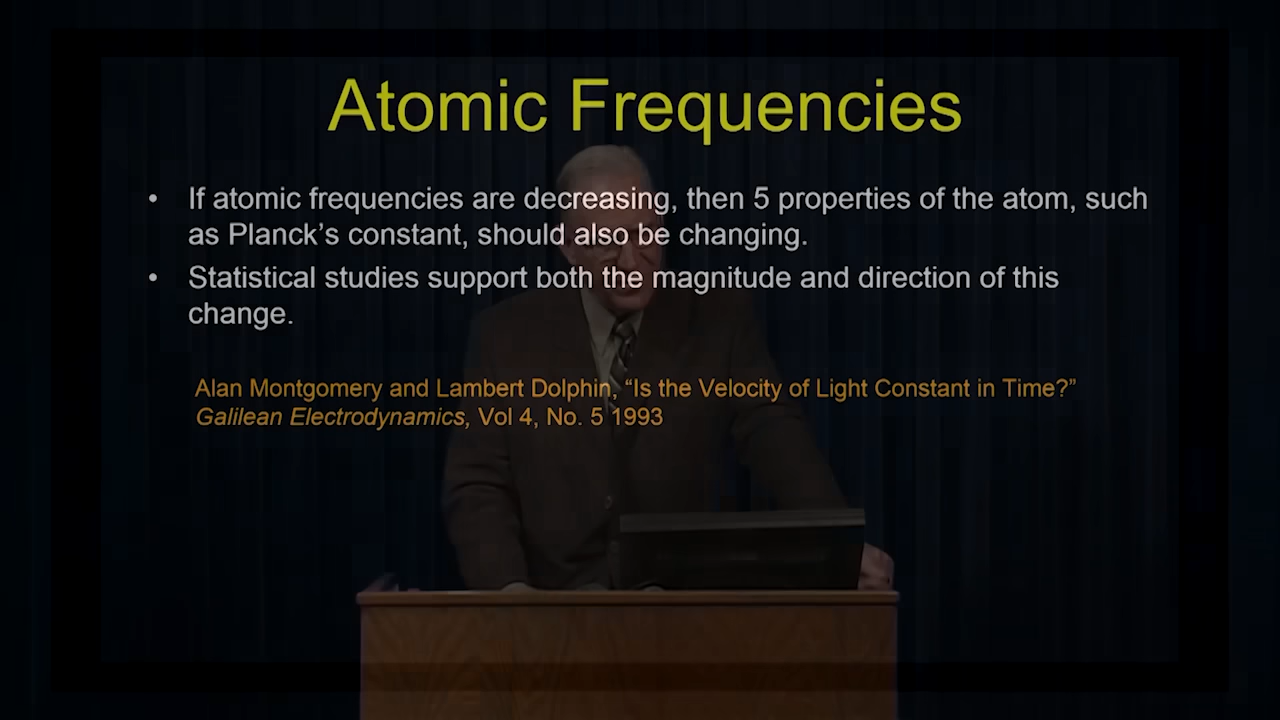 Atomic Frequencies
• If atomic frequencies are decreasing, then 5 properties of the atom, such
as Planck’s constant, should also be changing.
• Statistical studies support both the magnitude and direction of this
change.
Alan Montgomery and Lambert Dolphin, “Is the Velocity of Light Constant in Time?”
Galilean Electrodynamics, Vol 4, No. 5 1993